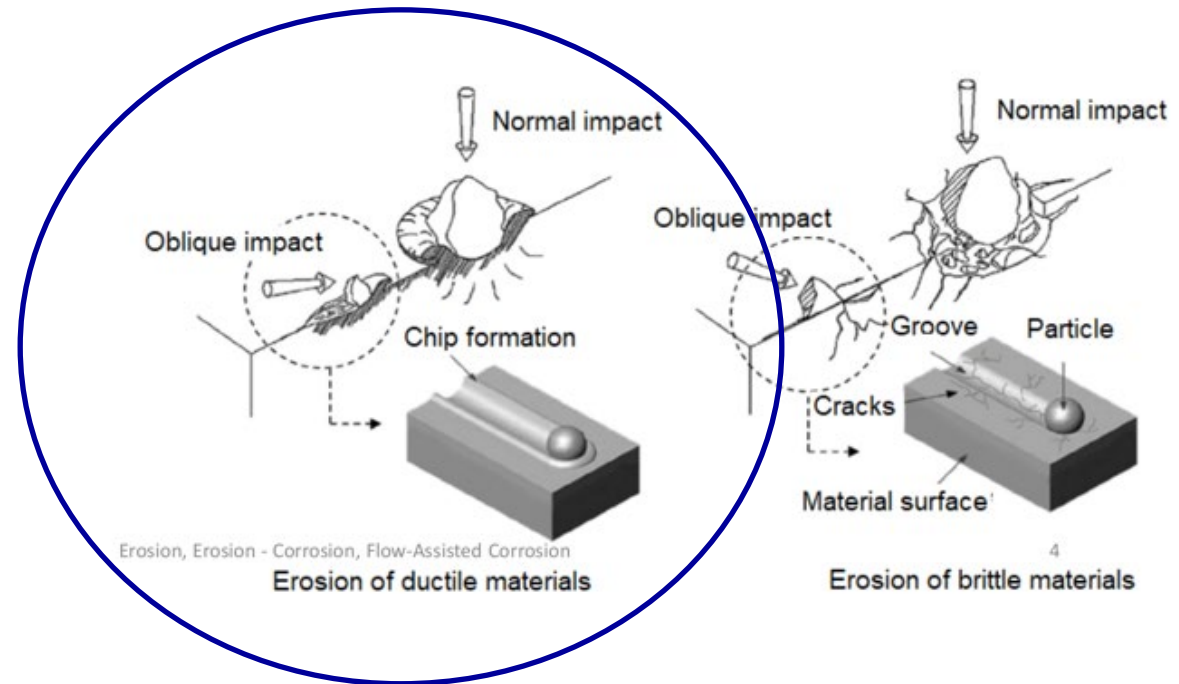 Normal impact
Oblique impact
Chip formation
Erosion, Erosion - Corrosion, Flow-Assisted Corrosion
Erosion of ductile materials
Normal impact
Oblique impact
Groove
Particle
Cracks
Material surface
4
Erosion of brittle materials